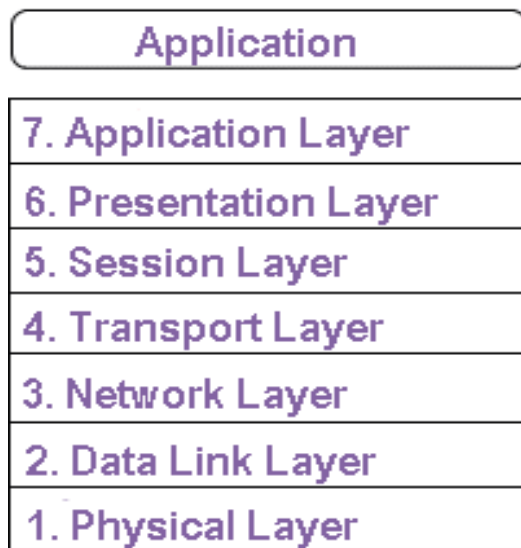 Application
7. Application Layer
6. Presentation Layer
5. Session Layer
4. Transport Layer
3. Network Layer
2. Data Link Layer
1. Physical Layer